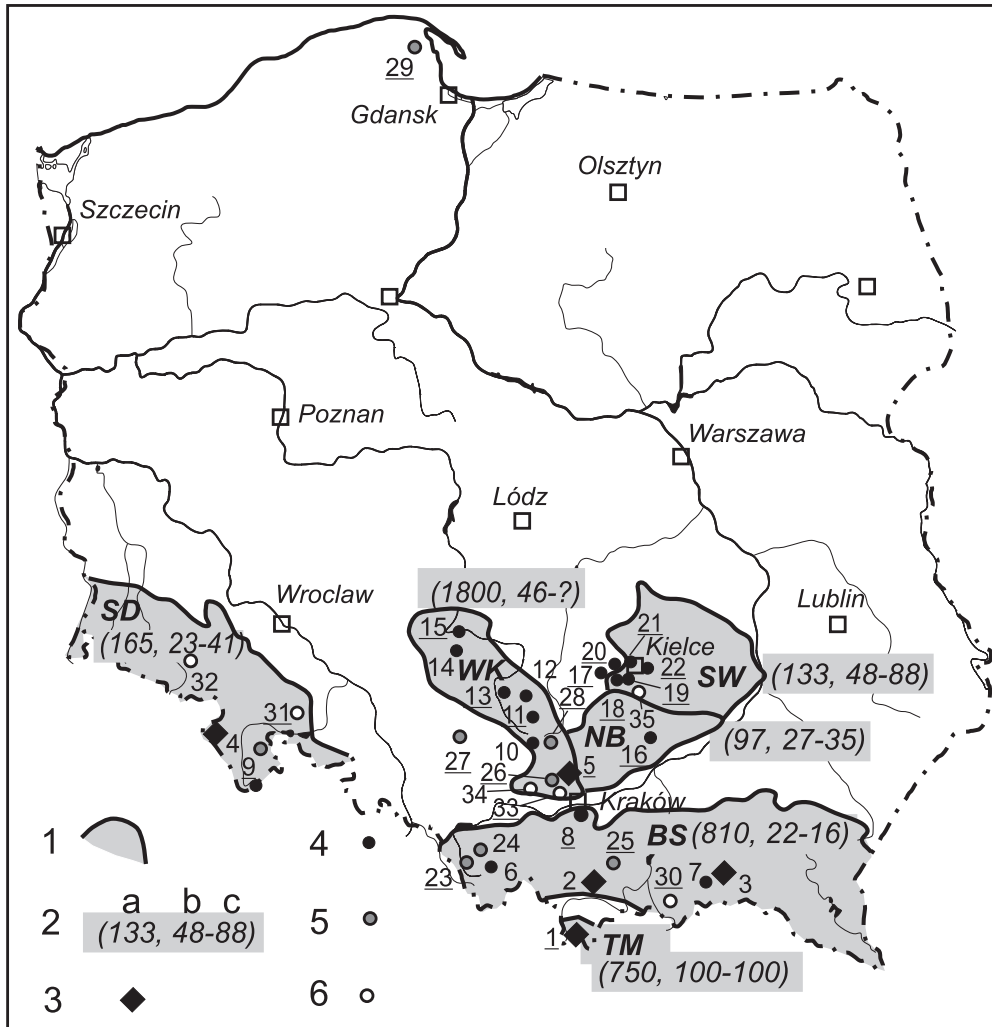 29
Gdansk
Olsztyn
Szczecin
Poznan
Warszawa
Lódz
Wroclaw
(1800, 46-?)
Lublin
SD
(165, 23-41)
15
14
WK
12
13
28
11
20
21
Kielce
17
22
SW
19
18
35
(133, 48-88)
32
31
4
9
27
10
26
34
33
5
NB
16
(97, 27-35)
Kraków
8
BS (810, 22-16)
24
25
23
6
2
30
7
3
1
TM
(750, 100-100)
1
4
a b c
2
(133, 48-88)
5
3
6